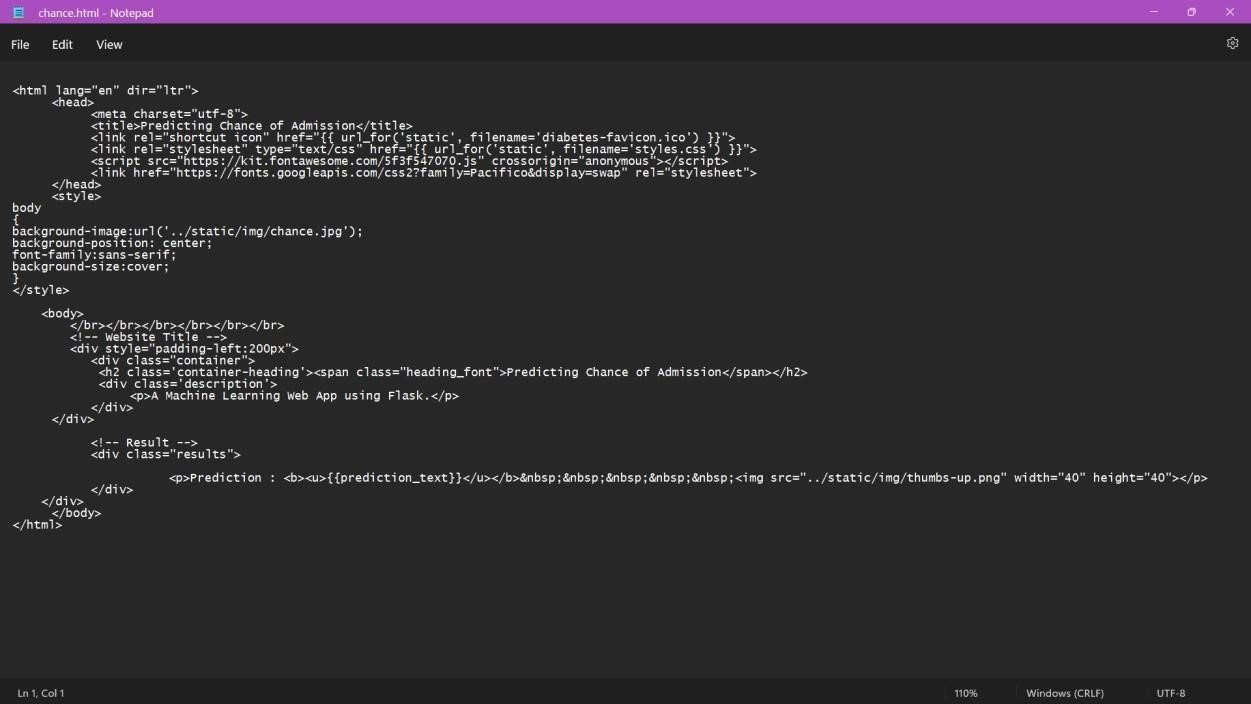 chance.html - Notepad
File Edit View
<html lang="en" dir="ltr">
<head>
<meta charset="utf-8">
<title>Predicting Chance of Admission</title>
<link rel="shortcut icon" href="{{ url_for('static', filename='diabetes-favicon.ico') }}">
<link rel="stylesheet" type="text/css" href="{{ url_for('static', filename='styles.css') }}">
<script src="https://kit.fontawesome.com/5f3f547070.js" crossorigin="anonymous"></script>
<link href="https://fonts.googleapis.com/css2?family=Pacifico&display=swap" rel="stylesheet">
</head>
<style>
body
{
background-image:url('../static/img/chance.jpg');
background-position: center;
font-family:sans-serif;
background-size:cover;
}
</style>
<body>
</br></br></br></br></br></br>
<!-- Website Title -->
<div style="padding-left:200px">
<div class="container">
<h2 class='container-heading'><span class="heading_font">Predicting Chance of Admission</span></h2>
<div class='description'>
<p>A Machine Learning Web App using Flask.</p>
</div>
</div>
<!-- Result -->
<div class="results">
<p>Prediction : <b><u>{{prediction_text}}</u></b>&nbsp;&nbsp;&nbsp;&nbsp;&nbsp;<img src="../static/img/thumbs-up.png" width="40" height="40"></p>
</div>
</div>
</body>
</html>
Ln 1, Col 1 110% Windows (CRLF) UTF-8